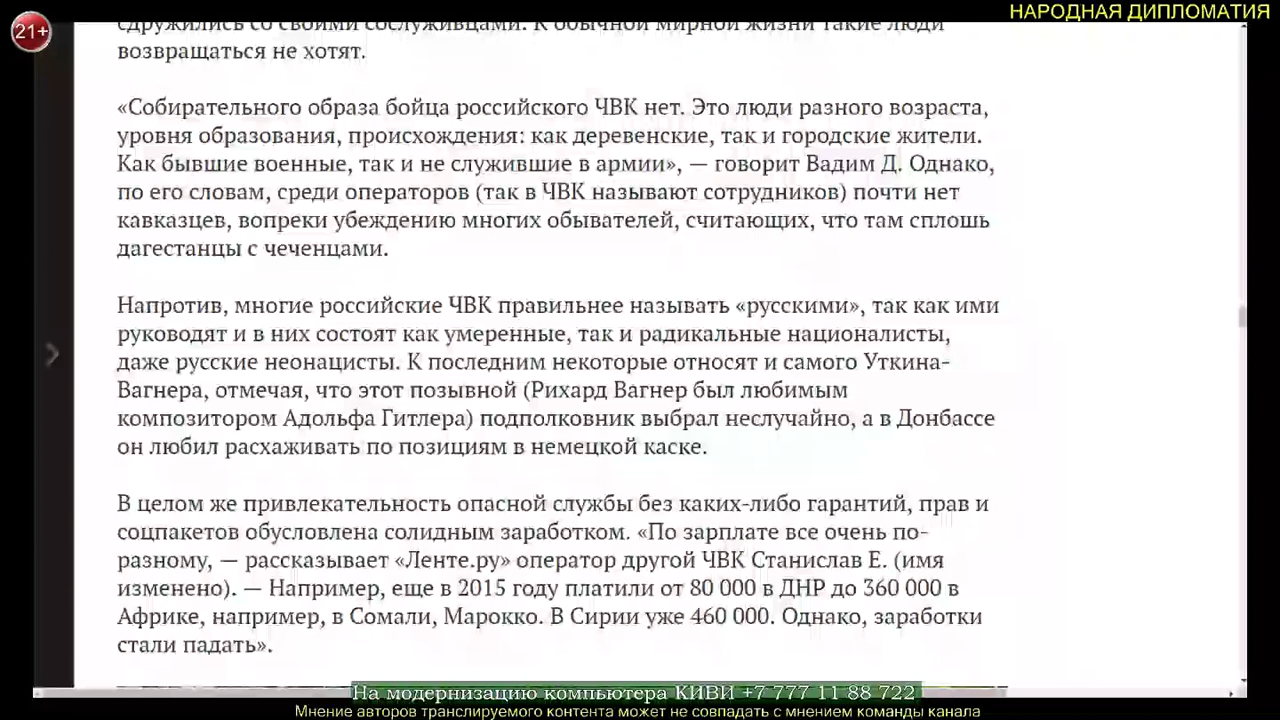 НАРОДНАЯ ДИПЛОМАТИЯ
21+
сдружились со своими сослуживцами. К обычной мирной жизни такие люди
возвращаться не хотят.
«Собирательного образа бойца российского ЧВК нет. Это люди разного возраста,
уровня образования, происхождения: как деревенские, так и городские жители.
Как бывшие военные, так и не служившие в армии», — говорит Вадим Д. Однако,
по его словам, среди операторов (так в ЧВК называют сотрудников) почти нет
кавказцев, вопреки убеждению многих обывателей, считающих, что там сплошь
дагестанцы с чеченцами.
Напротив, многие российские ЧВК правильнее называть «русскими», так как ими
руководят и в них состоят как умеренные, так и радикальные националисты,
даже русские неонацисты. К последним некоторые относят и самого Уткина-
Вагнера, отмечая, что этот позывной (Рихард Вагнер был любимым
композитором Адольфа Гитлера) подполковник выбрал неслучайно, а в Донбассе
он любил расхаживать по позициям в немецкой каске.
В целом же привлекательность опасной службы без каких-либо гарантий, прав и
соцпакетов обусловлена солидным заработком. «По зарплате все очень по-
разному, — рассказывает «Ленте.ру» оператор другой ЧВК Станислав Е. (имя
изменено). — Например, еще в 2015 году платили от 80 000 в ДНР до 360 000 в
Африке, например, в Сомали, Марокко. В Сирии уже 460 000. Однако, заработки
стали падать».
На модернизацию компьютера КИВИ +7 777 11 88 722
Мнение авторов транслируемого контента может не совпадать с мнением команды канала